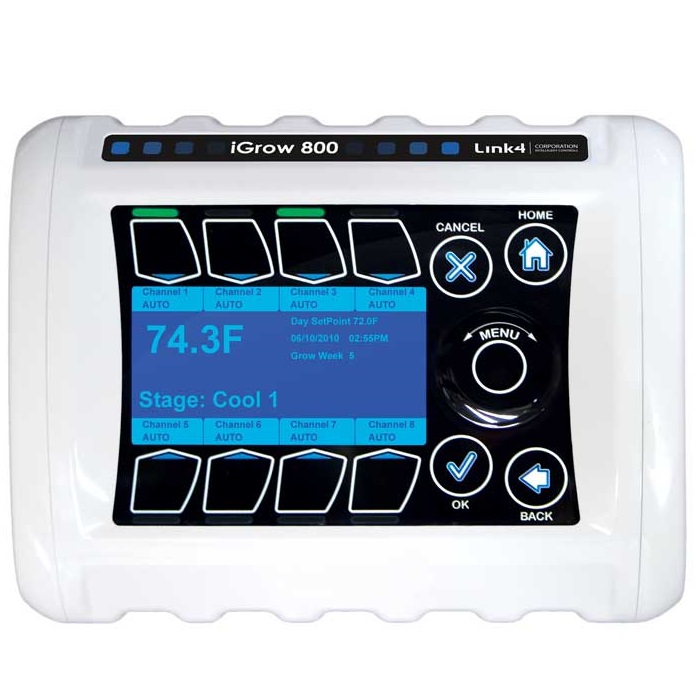 iGrow 800
Link4 CORPORATION
INTELLIGENT CONTROLS
HOME
CANCEL
Channel 1 Channel 2 Channel 3 Channel 4
AUTO AUTO AUTO AUTO
74.3F
Day SetPoint 72.0F
06/10/2010 02:55PM
Grow Week 5
MENU
Stage: Cool 1
Channel 5 Channel 6 Channel 7 Channel 8
AUTO AUTO AUTO AUTO
OK
BACK